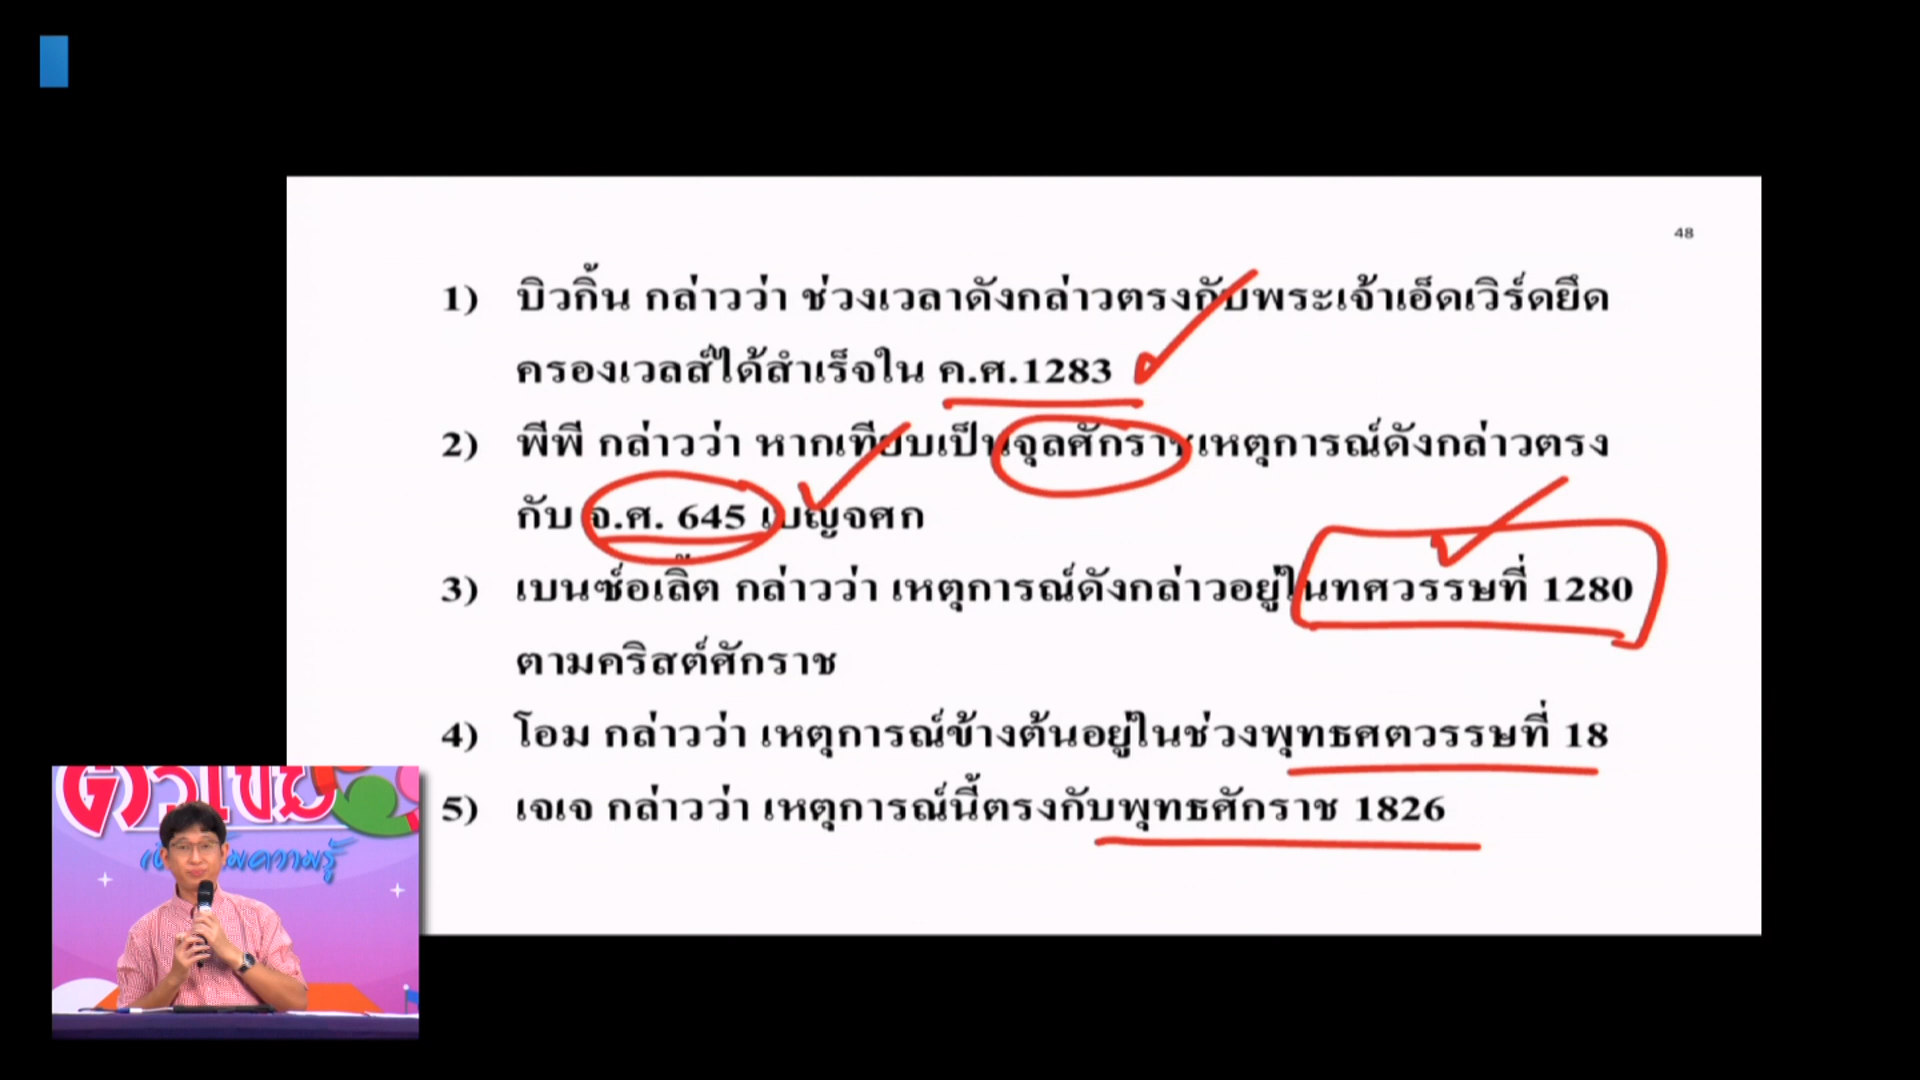 48
1) บิวกิ้น กล่าวว่า ช่วงเวลาดังกล่าวตรงกับพระเจ้าเอ็ดเวิร์ดยึด
ครองเวลส์ได้สำเร็จใน ค.ศ.1283
2) พีพี กล่าวว่า หากเทียบเป็นจุลศักราชเหตุการณ์ดังกล่าวตรง
กับ จ.ศ. 645 เบญจศก
3) เบนซ์อเล็ต กล่าวว่า เหตุการณ์ดังกล่าวอยู่ในทศวรรษที่ 1280
ตามคริสต์ศักราช
4) โอม กล่าวว่า เหตุการณ์ข้างต้นอยู่ในช่วงพุทธศตวรรษที่ 18
5) เจเจ กล่าวว่า เหตุการณ์นี้ตรงกับพุทธศักราช 1826